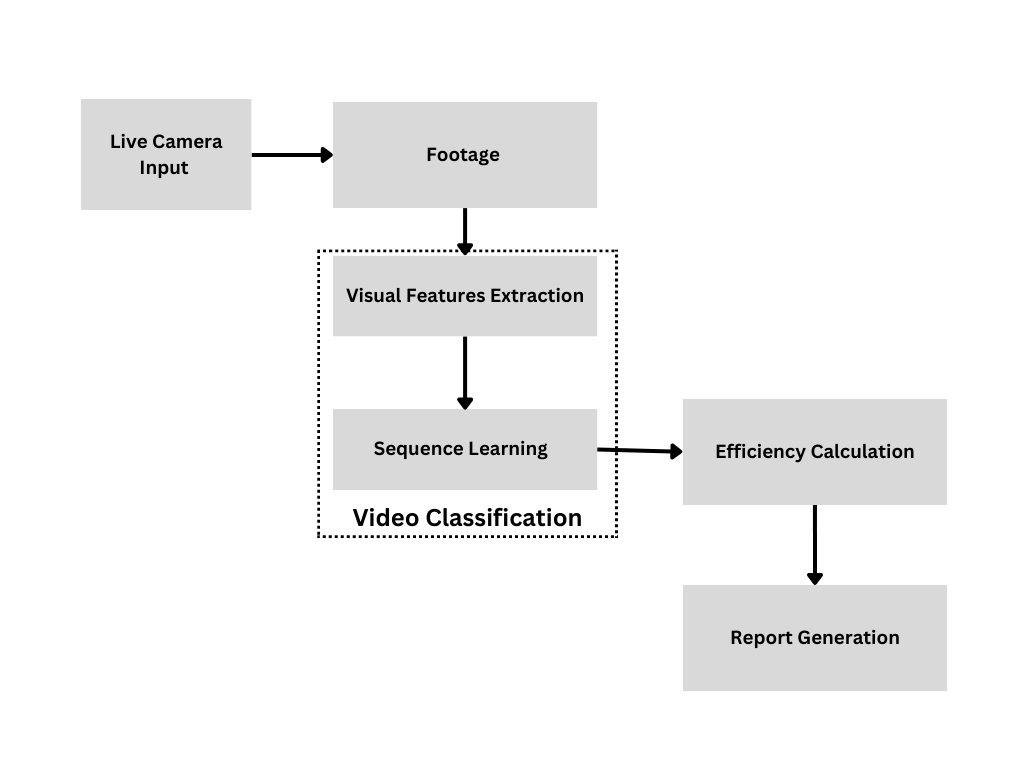 Live Camera
Input
Footage
Visual Features Extraction
Sequence Learning
Video Classification
Efficiency Calculation
Report Generation